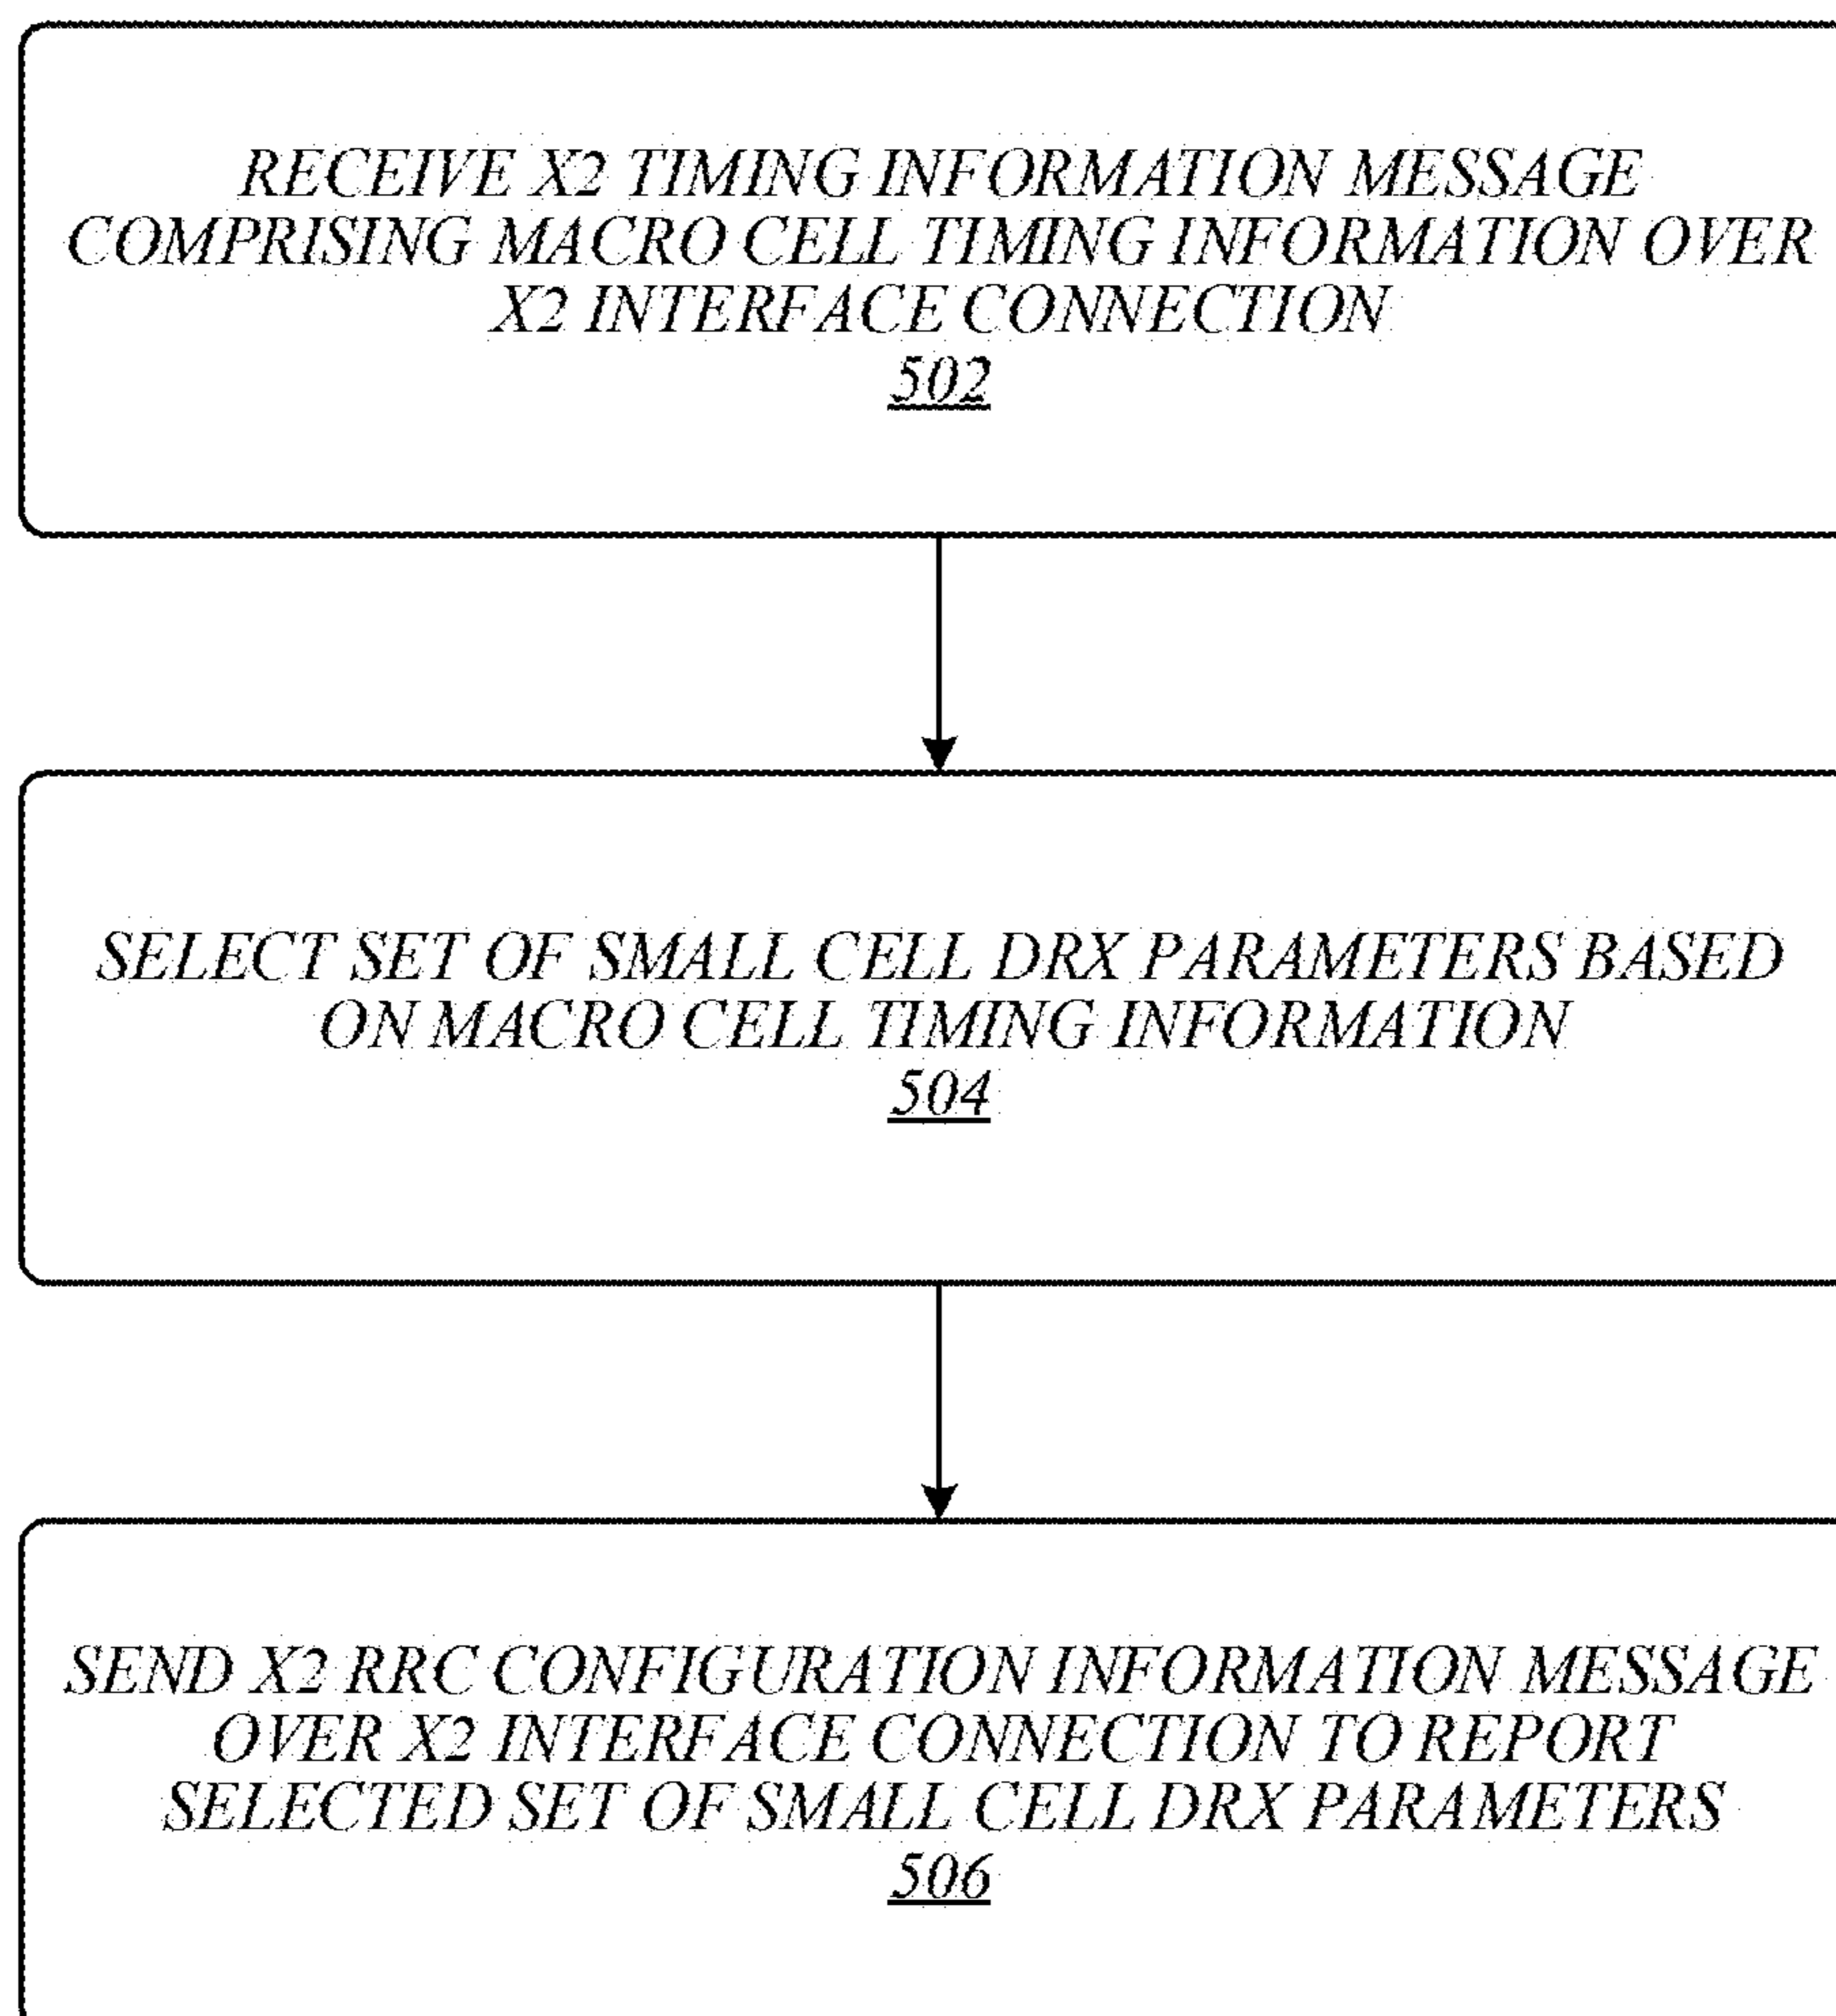 RECEIVE X2 TIMING INFORMATION MESSAGE
COMPRISING MACRO CELL TIMING INFORMATION OVER
X2 INTERFACE CONNECTION
502
SELECT SET OF SMALL CELL DRX PARAMETERS BASED
ON MACRO CELL TIMING INFORMATION
504
SEND X2 RRC CONFIGURATION INFORMATION MESSAGE
OVER X2 INTERFACE CONNECTION TO REPORT
SELECTED SET OF SMALL CELL DRX PARAMETERS
506